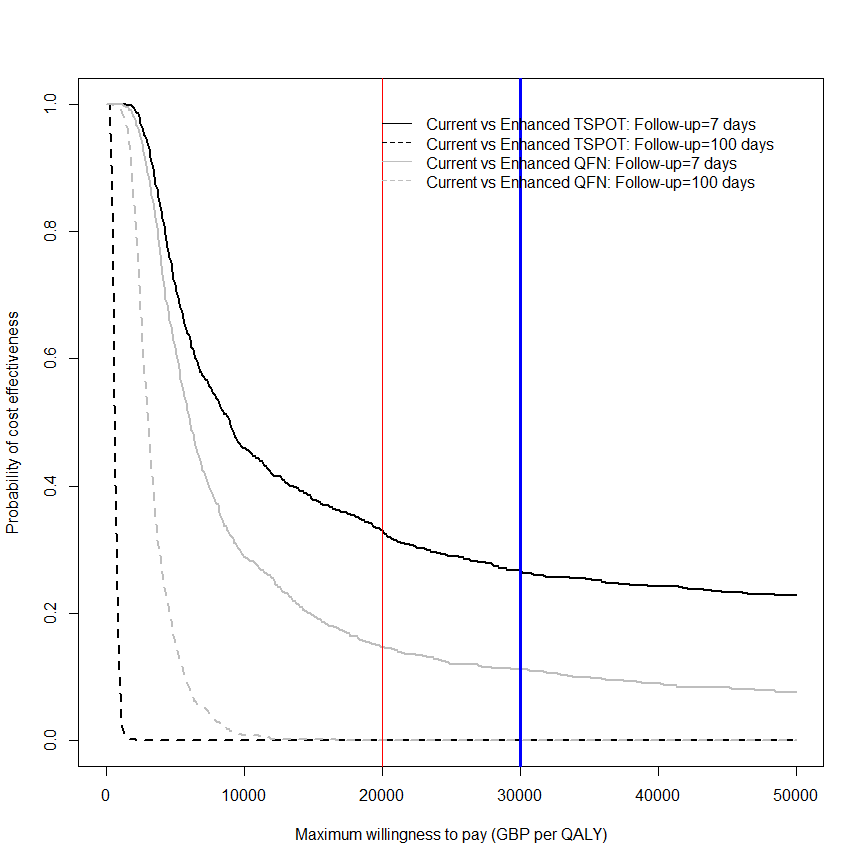 Current vs Enhanced TSPOT: Follow-up=7 days
Current vs Enhanced TSPOT: Follow-up=100 days
Current vs Enhanced QFN: Follow-up=7 days
Current vs Enhanced QFN: Follow-up=100 days
Probability of cost effectiveness
1.0
0.8
0.6
0.4
0.2
0.0
0 10000 20000 30000 40000 50000
Maximum willingness to pay (GBP per QALY)